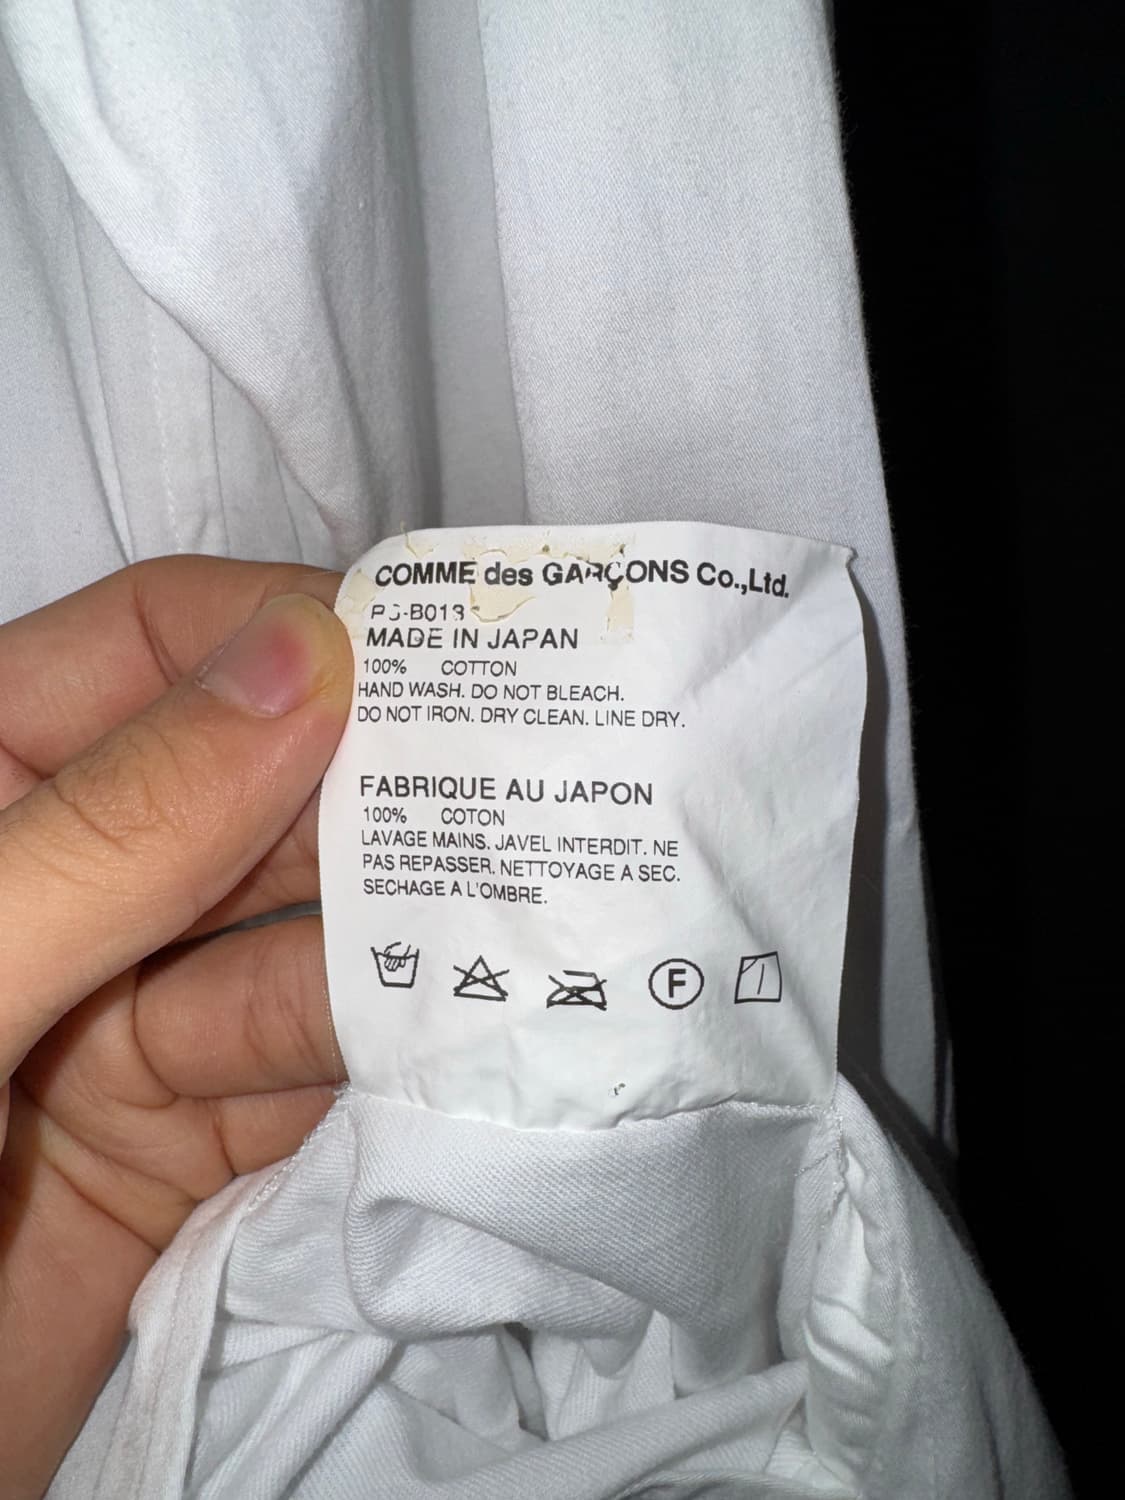 COMME des GARÇONS Co.,Ltd.
MADE IN JAPAN
100% COTTON
HAND WASH. DO NOT BLEACH.
DO NOT IRON. DRY CLEAN. LINE DRY.
FABRIQUE AU JAPON
100% COTON
LAVAGE MAINS. JAVEL INTERDIT. NE
PAS REPASSER. NETTOYAGE A SEC.
SECHAGE A L'OMBRE.
F